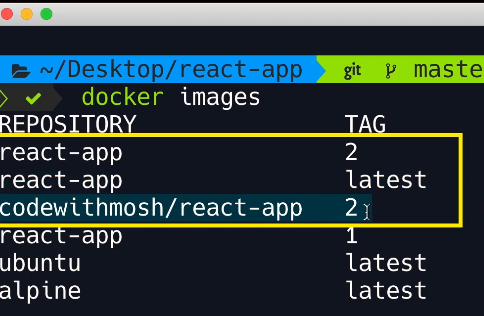 ~/Desktop/react-app git maste
docker images
REPOSITORY TAG
react-app 2
react-app latest
codewithmosh/react-app 2
react-app 1
ubuntu latest
alpine latest